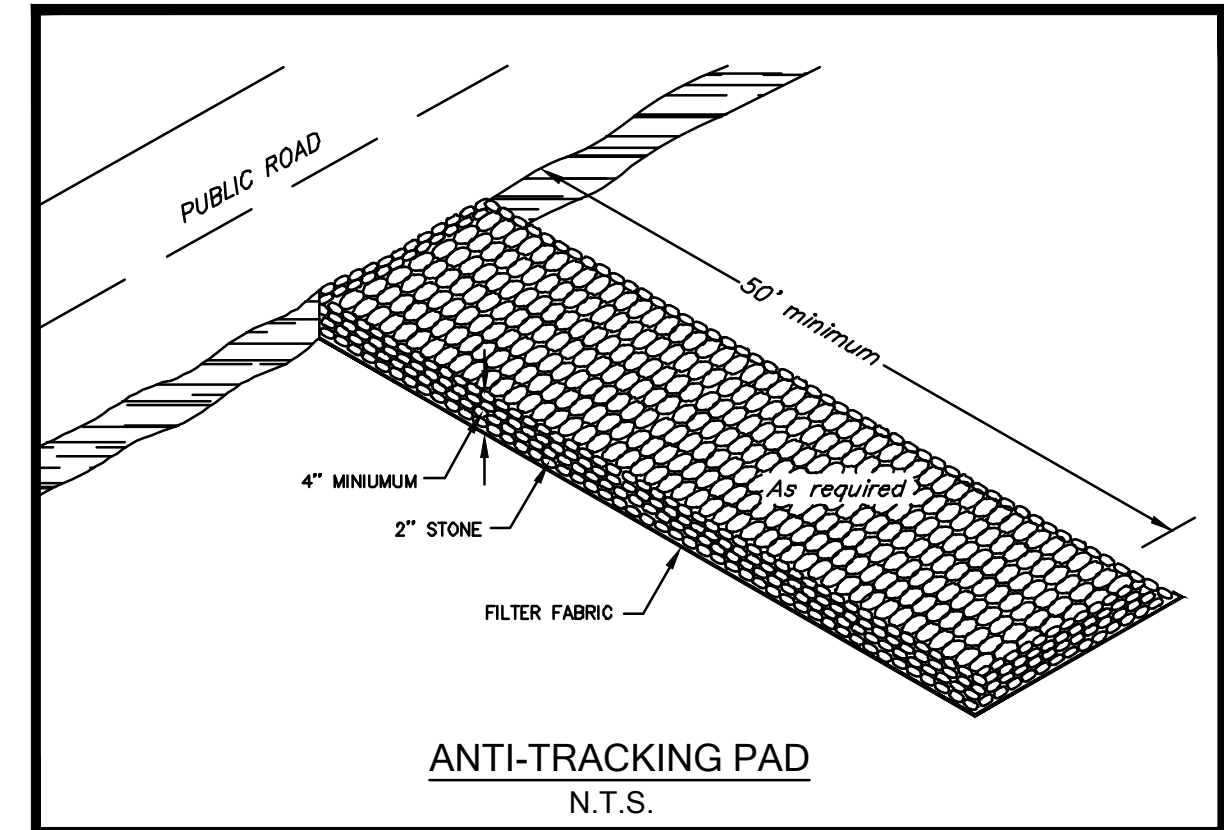 PUBLIC ROAD
50' minimum
4" MINIUMUM
As required
2" STONE
FILTER FABRIC
ANTI-TRACKING PAD
N.T.S.